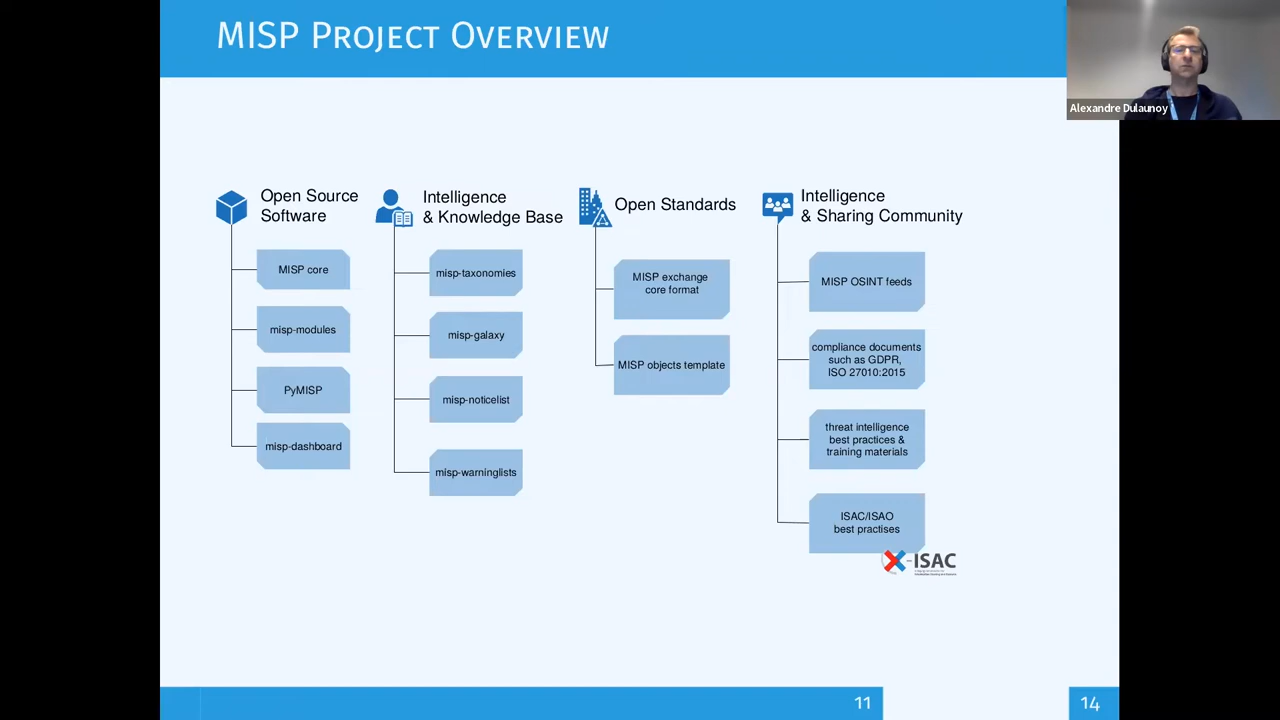 MISP PROJECT OVERVIEW
Alexandre Dulaunoy
Open Source
Software
MISP core
misp-modules
PyMISP
misp-dashboard
Intelligence
& Knowledge Base
misp-taxonomies
misp-galaxy
misp-noticelist
misp-warninglists
Open Standards
MISP exchange
core format
MISP objects template
Intelligence
& Sharing Community
MISP OSINT feeds
compliance documents
such as GDPR,
ISO 27010:2015
threat intelligence
best practices &
training materials
ISAC/ISAO
best practises
X-ISAC
11
14